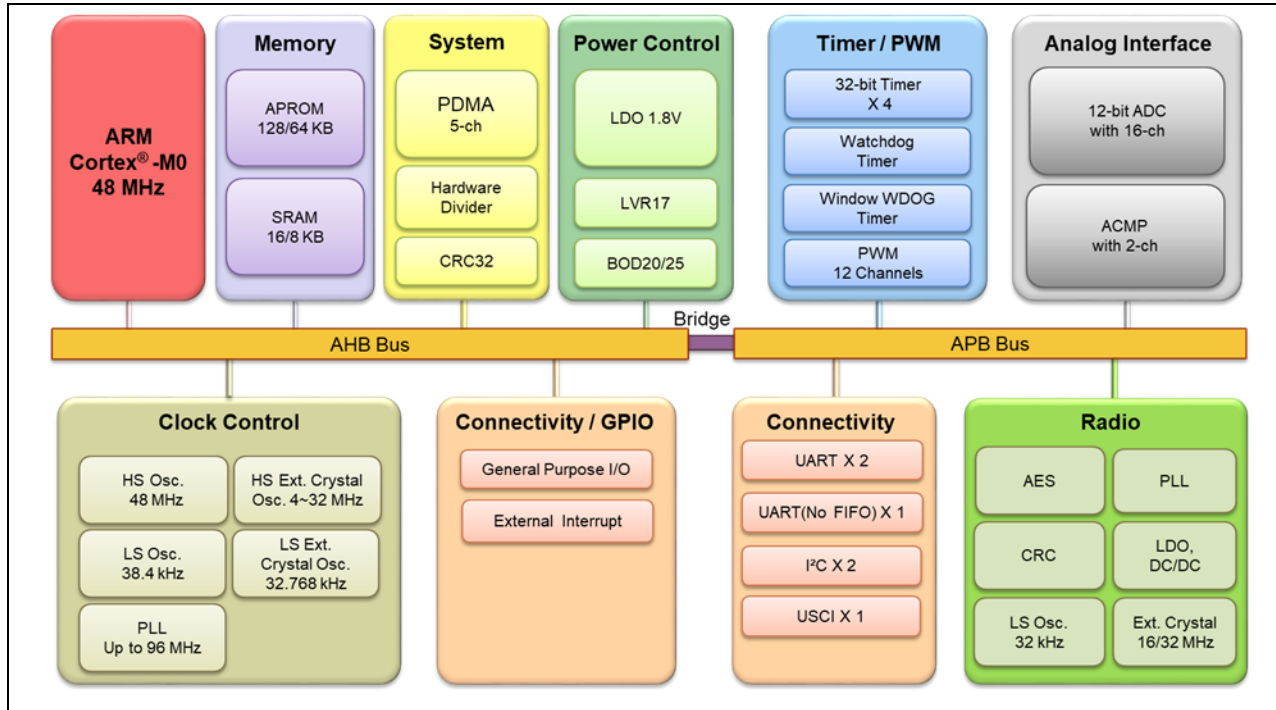 ARM
Cortex®-M0
48 MHz
Memory
APROM
128/64 KB
SRAM
16/8 KB
System
PDMA
5-ch
Hardware
Divider
CRC32
Power Control
LDO 1.8V
LVR17
BOD20/25
Timer / PWM
32-bit Timer
X 4
Watchdog
Timer
Window WDOG
Timer
PWM
12 Channels
Analog Interface
12-bit ADC
with 16-ch
ACMP
with 2-ch
AHB Bus
Bridge
APB Bus
Clock Control
HS Osc.
48 MHz
HS Ext. Crystal
Osc. 4~32 MHz
LS Osc.
38.4 kHz
LS Ext.
Crystal Osc.
32.768 kHz
PLL
Up to 96 MHz
Connectivity / GPIO
General Purpose I/O
External Interrupt
Connectivity
UART X 2
UART(No FIFO) X 1
I²C X 2
USCI X 1
Radio
AES
PLL
CRC
LDO,
DC/DC
LS Osc.
32 kHz
Ext. Crystal
16/32 MHz